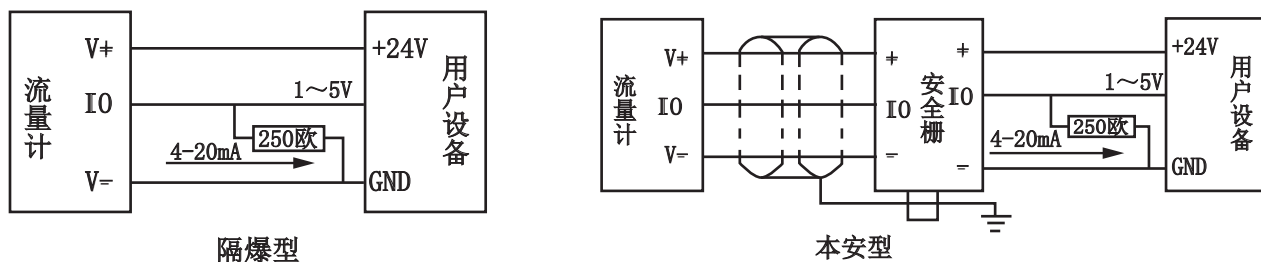 流量计
V+
IO
V-
1～5V
250欧
4-20mA
+24V
GND
用户设备
隔爆型
流量计
V+
IO
V-
+
IO
-
安全栅
+
IO
-
1～5V
250欧
4-20mA
+24V
GND
用户设备
本安型